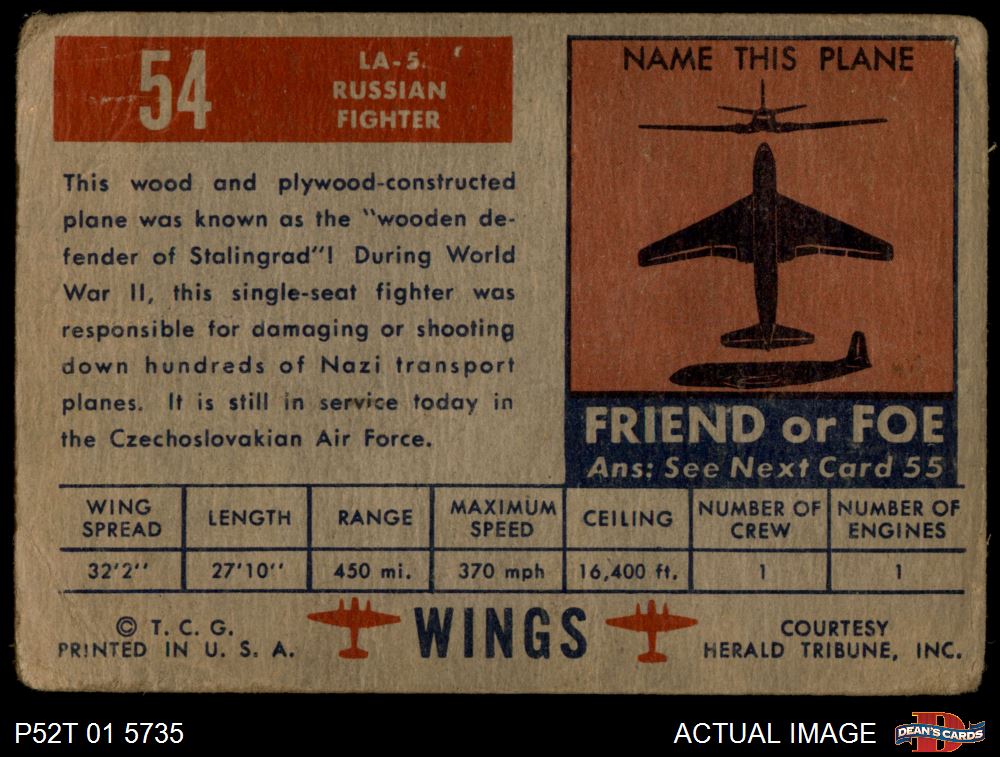 54
LA-5.
RUSSIAN
FIGHTER
This wood and plywood-constructed
plane was known as the "wooden de-
fender of Stalingrad"! During World
War II, this single-seat fighter was
responsible for damaging or shooting
down hundreds of Nazi transport
planes. It is still in service today in
the Czechoslovakian Air Force.
NAME THIS PLANE
FRIEND or FOE
Ans: See Next Card 55
WING SPREAD LENGTH RANGE MAXIMUM SPEED CEILING NUMBER OF CREW NUMBER OF ENGINES
32'2'' 27'10'' 450 mi. 370 mph 16,400 ft. 1 1
© T. C. G.
PRINTED IN U. S. A.
WINGS
COURTESY
HERALD TRIBUNE, INC.
P52T 01 5735
ACTUAL IMAGE
D
DEAN'S CARDS